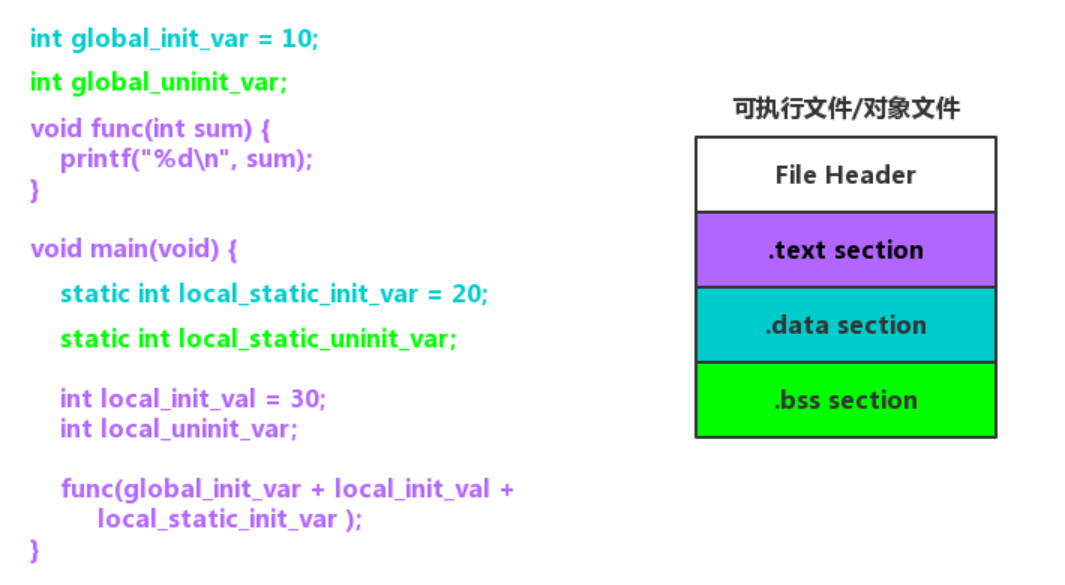 int global_init_var = 10;
int global_uninit_var;
void func(int sum) {
printf("%d\n", sum);
}
void main(void) {
static int local_static_init_var = 20;
static int local_static_uninit_var;
int local_init_val = 30;
int local_uninit_var;
func(global_init_var + local_init_val +
local_static_init_var );
}
可执行文件/对象文件
File Header
.text section
.data section
.bss section